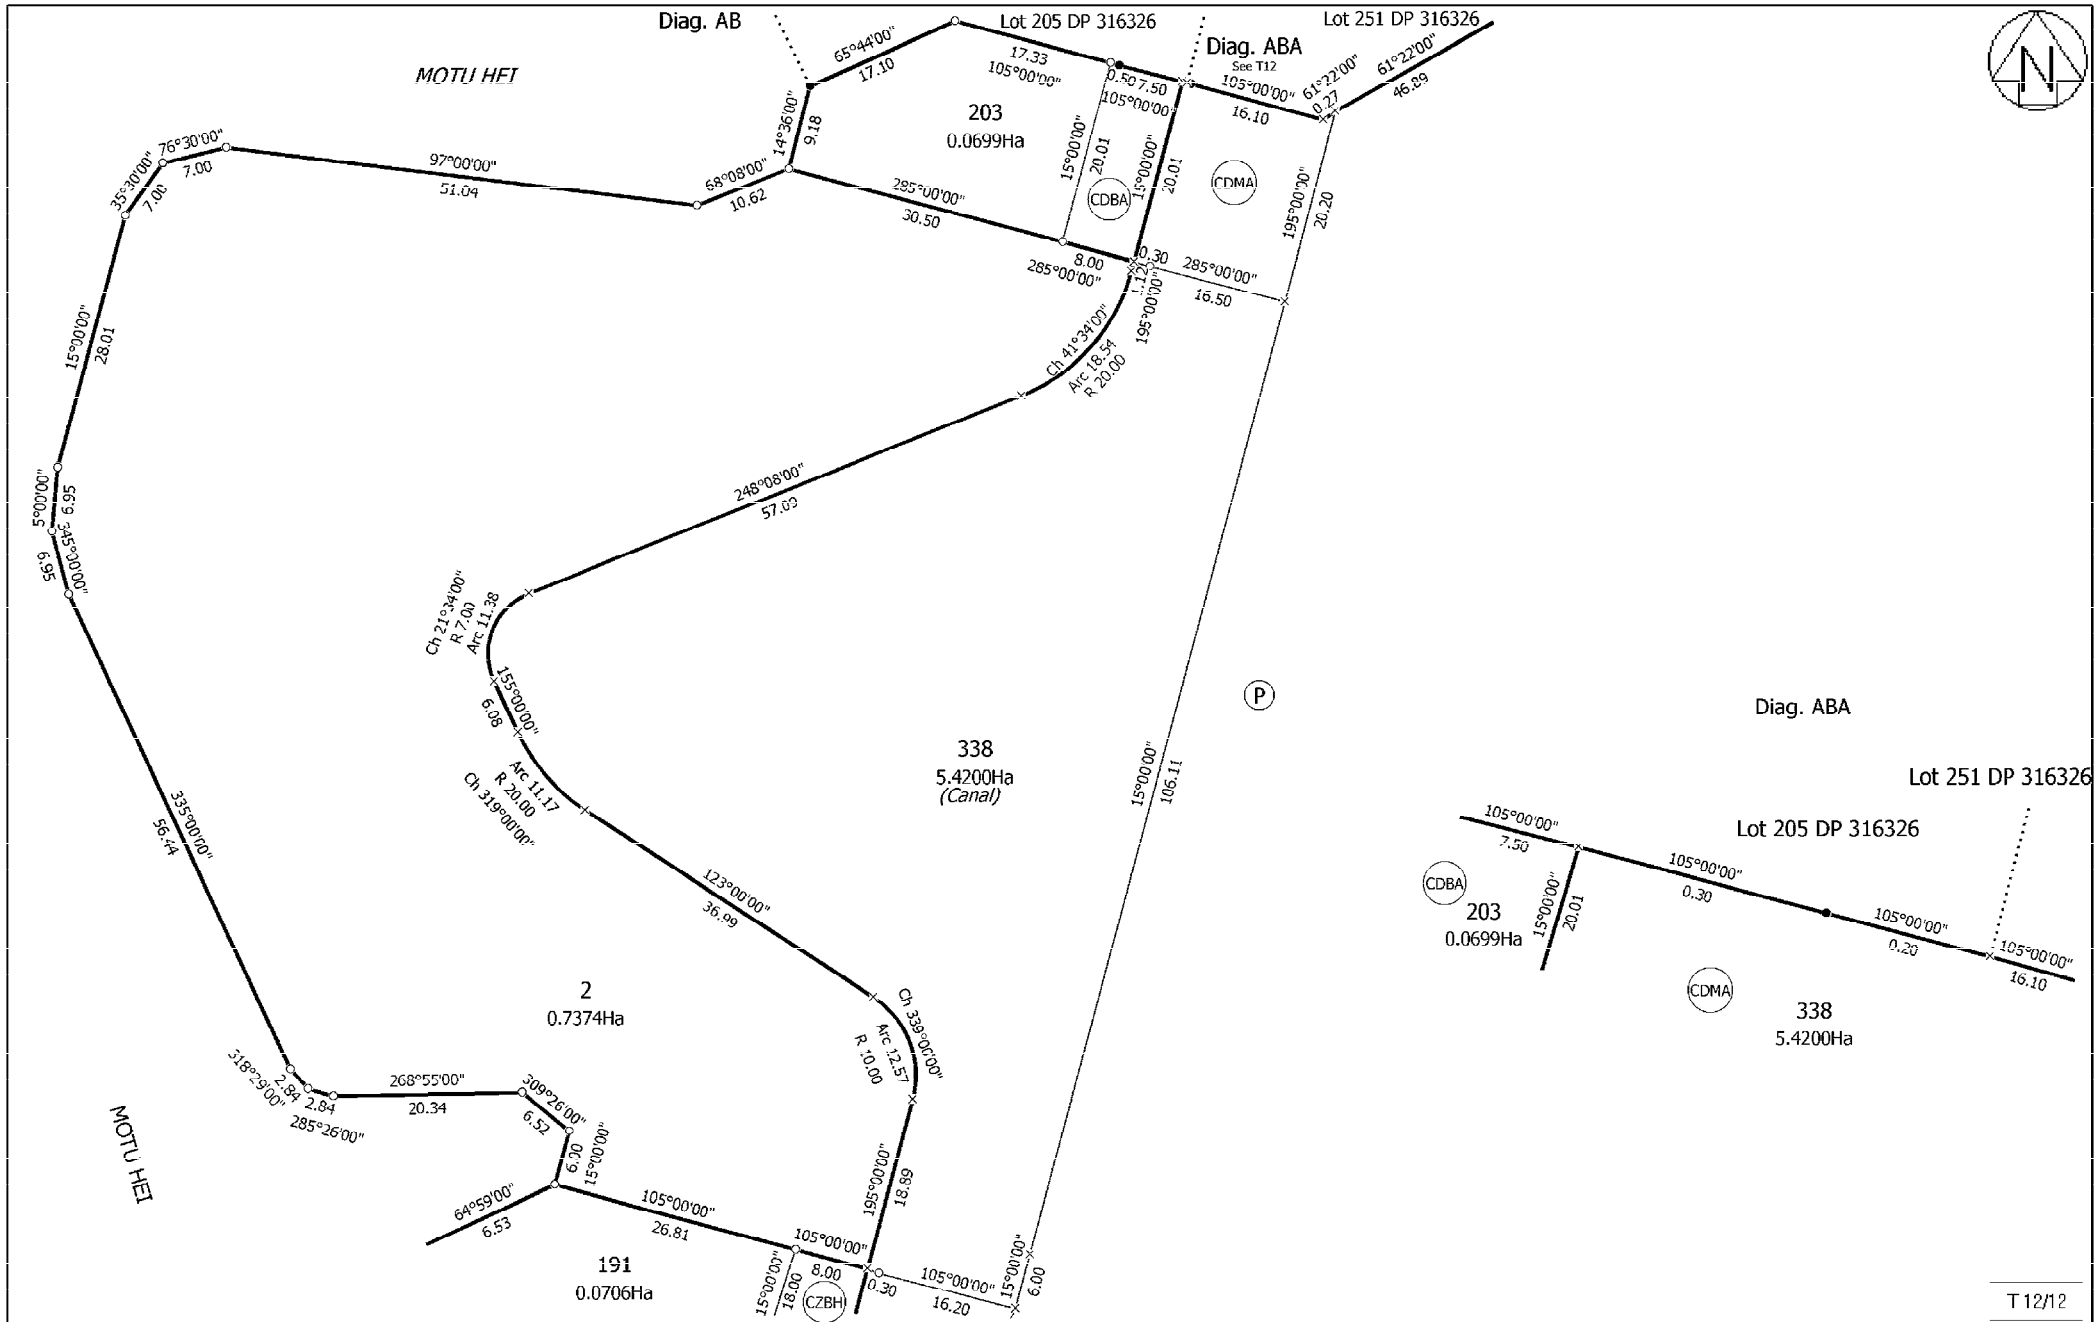 Diag. AB
Lot 205 DP 316326
Lot 251 DP 316326
Diag. ABA
See T12
N
MOTU HEI
65°44'00"
17.10
17.33
105°00'00"
0.50
7.50
105°00'00"
105°00'00"
16.10
61°22'00"
0.27
61°22'00"
46.89
203
0.0699Ha
14°36'00"
9.18
15°00'00"
20.01
15°00'00"
20.01
CDBA
CDMA
195°00'00"
20.20
76°30'00"
7.00
35°30'00"
7.00
97°00'00"
51.04
68°08'00"
10.62
285°00'00"
30.50
8.00
285°00'00"
0.30
285°00'00"
16.50
1.12
195°00'00"
15°00'00"
28.01
Ch 41°34'00"
Arc 18.54
R 20.00
5°00'00"
6.95
345°00'00"
6.95
248°08'00"
57.09
Ch 21°34'00"
R 7.00
Arc 11.38
155°00'00"
6.08
Arc 11.17
R 20.00
Ch 319°00'00"
P
338
5.4200Ha
(Canal)
15°00'00"
106.11
335°00'00"
56.44
123°00'00"
36.99
2
0.7374Ha
Ch 339°00'00"
Arc 12.57
R 10.00
318°29'00"
2.84
2.84
285°26'00"
268°55'00"
20.34
309°26'00"
6.52
6.00
15°00'00"
195°00'00"
18.89
MOTU HEI
64°59'00"
6.53
105°00'00"
26.81
191
0.0706Ha
105°00'00"
8.00
15°00'00"
18.00
CZBH
0.30
105°00'00"
16.20
15°00'00"
6.00
Diag. ABA
Lot 251 DP 316326
Lot 205 DP 316326
105°00'00"
7.50
105°00'00"
0.30
105°00'00"
0.20
105°00'00"
16.10
CDBA
203
0.0699Ha
15°00'00"
20.01
CDMA
338
5.4200Ha
T 12/12